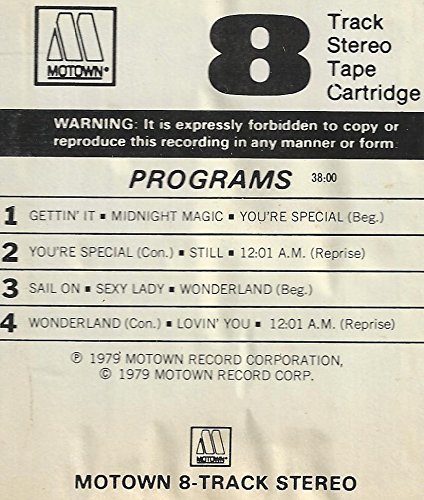 MOTOWN®
8 Track
Stereo
Tape
Cartridge
WARNING: It is expressly forbidden to copy or
reproduce this recording in any manner or form.
PROGRAMS 38:00
1 GETTIN' IT ▪ MIDNIGHT MAGIC ▪ YOU'RE SPECIAL (Beg.)
2 YOU'RE SPECIAL (Con.) ▪ STILL ▪ 12:01 A.M. (Reprise)
3 SAIL ON ▪ SEXY LADY ▪ WONDERLAND (Beg.)
4 WONDERLAND (Con.) ▪ LOVIN' YOU ▪ 12:01 A.M. (Reprise)
℗ 1979 MOTOWN RECORD CORPORATION,
© 1979 MOTOWN RECORD CORP.
MOTOWN®
MOTOWN 8-TRACK STEREO